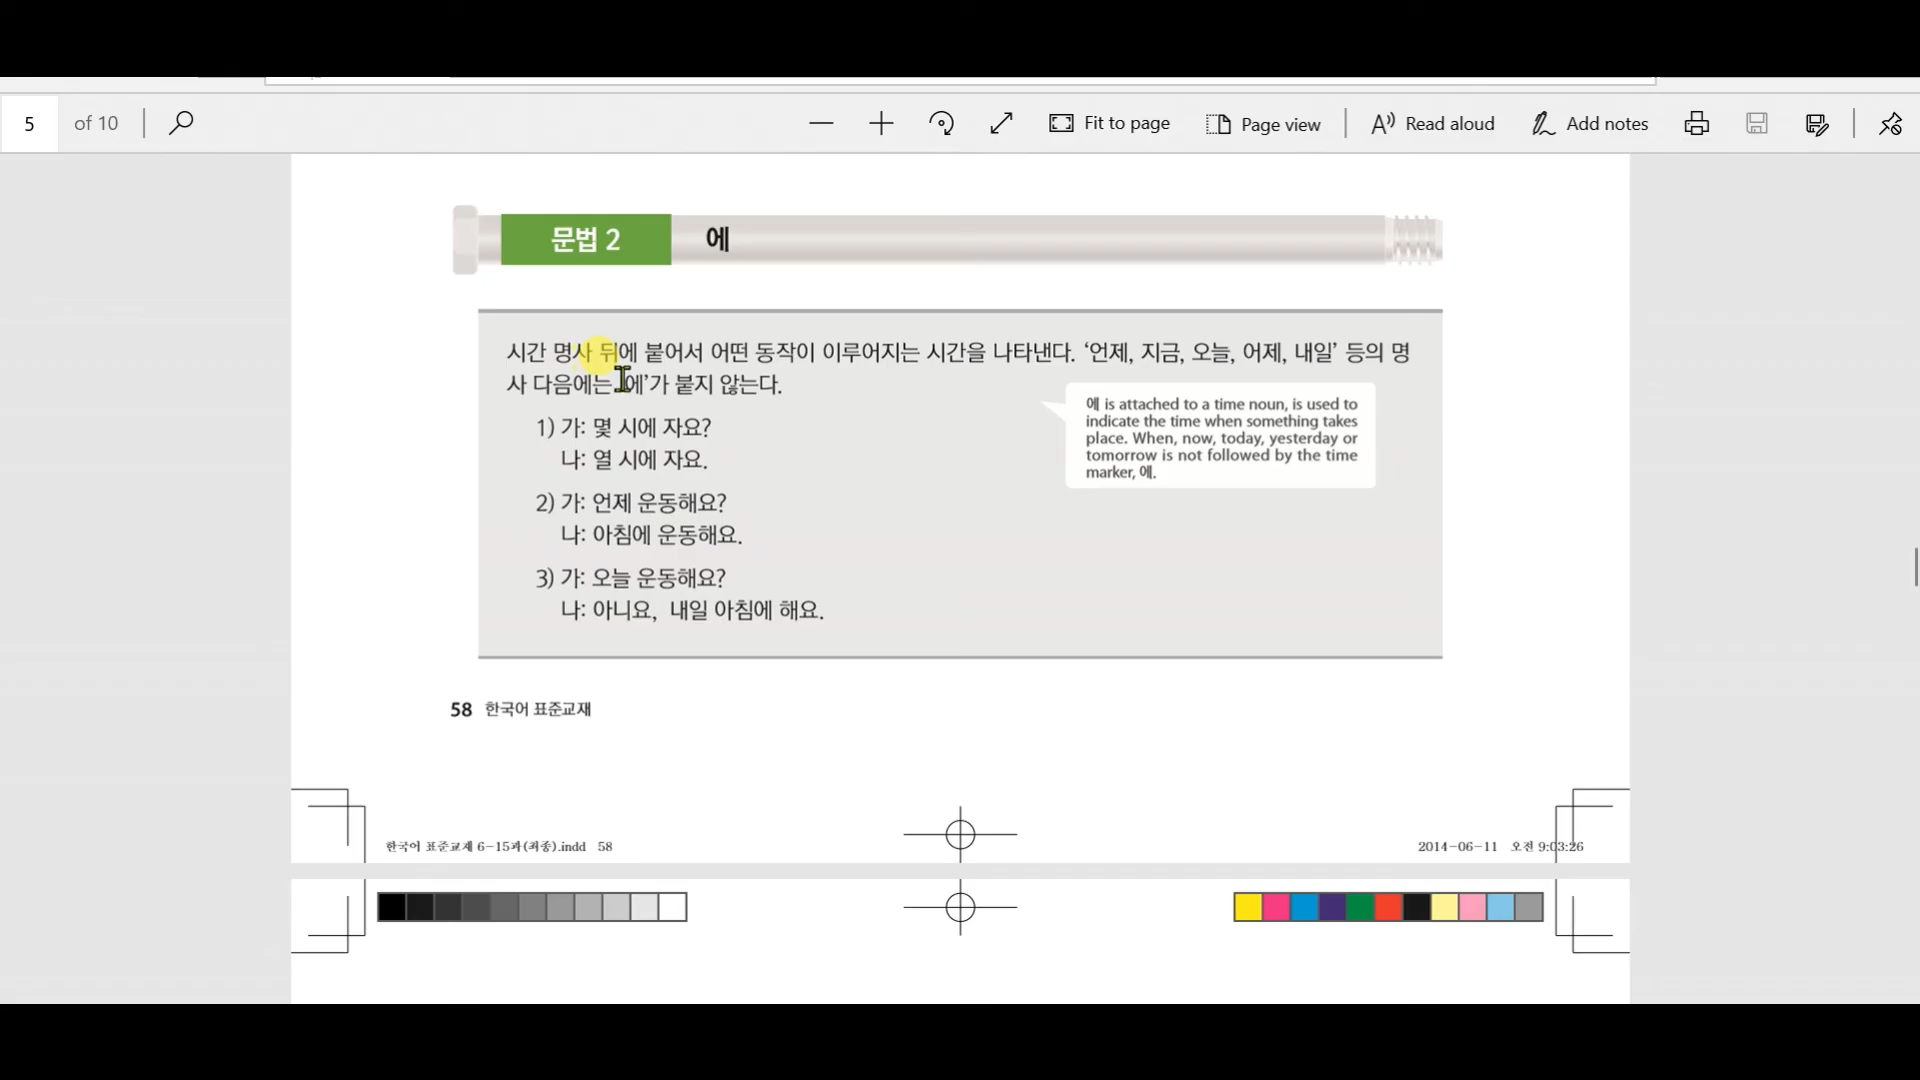 5 of 10 Fit to page Page view Read aloud Add notes
문법 2 에
시간 명사 뒤에 붙어서 어떤 동작이 이루어지는 시간을 나타낸다. ‘언제, 지금, 오늘, 어제, 내일’ 등의 명
사 다음에는 ‘에’가 붙지 않는다.
에 is attached to a time noun, is used to
indicate the time when something takes
place. When, now, today, yesterday or
tomorrow is not followed by the time
marker, 에.
1) 가: 몇 시에 자요?
나: 열 시에 자요.
2) 가: 언제 운동해요?
나: 아침에 운동해요.
3) 가: 오늘 운동해요?
나: 아니요, 내일 아침에 해요.
58 한국어 표준교재
한국어 표준교재 6-15과(최종).indd 58
2014-06-11 오전 9:03:26